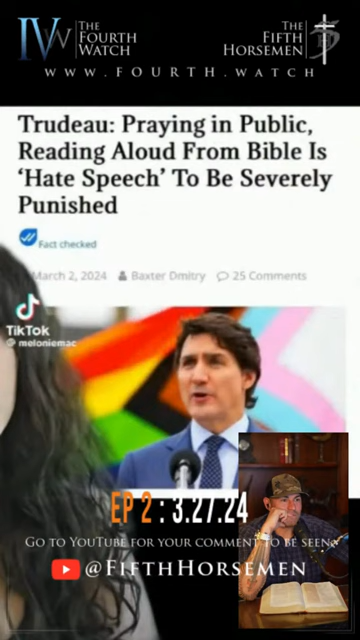 IVW
THE
FOURTH
WATCH
THE
FIFTH
HORSEMEN
WWW.FOURTH.WATCH
Trudeau: Praying in Public,
Reading Aloud From Bible Is
‘Hate Speech’ To Be Severely
Punished
Fact checked
March 2, 2024 Baxter Dmitry 25 Comments
TikTok
@meloniemac
EP 2 : 3.27.24
GO TO YOUTUBE FOR YOUR COMMENT TO BE SEEN
@FIFTHHORSEMEN